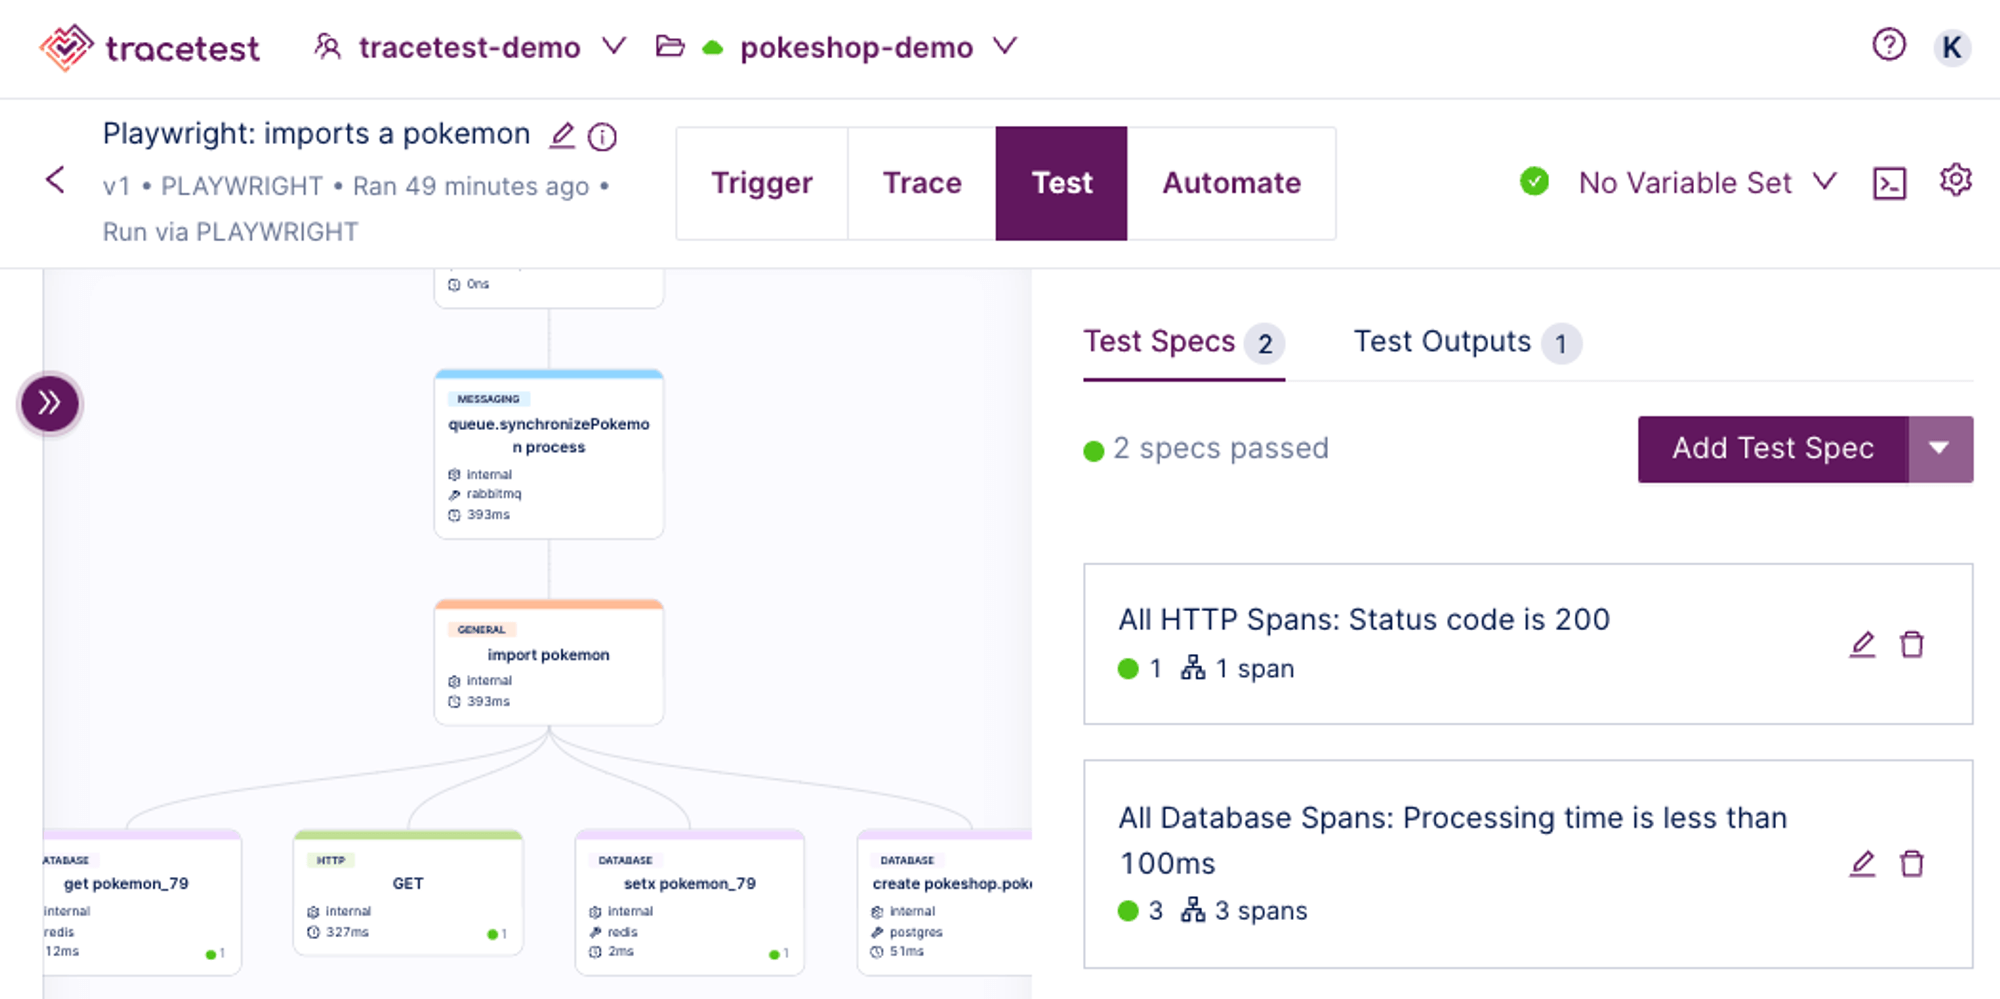 tracetest
tracetest-demo
pokeshop-demo
K
Playwright: imports a pokemon
v1 • PLAYWRIGHT • Ran 49 minutes ago •
Run via PLAYWRIGHT
Trigger
Trace
Test
Automate
No Variable Set
0ns
MESSAGING
queue.synchronizePokemo
n process
internal
rabbitmq
393ms
GENERAL
import pokemon
internal
393ms
ATABASE
get pokemon_79
internal
redis
12ms
1
HTTP
GET
internal
327ms
1
DATABASE
setx pokemon_79
internal
redis
2ms
1
DATABASE
create pokeshop.poke
internal
postgres
51ms
Test Specs 2
Test Outputs 1
2 specs passed
Add Test Spec
All HTTP Spans: Status code is 200
1 1 span
All Database Spans: Processing time is less than
100ms
3 3 spans